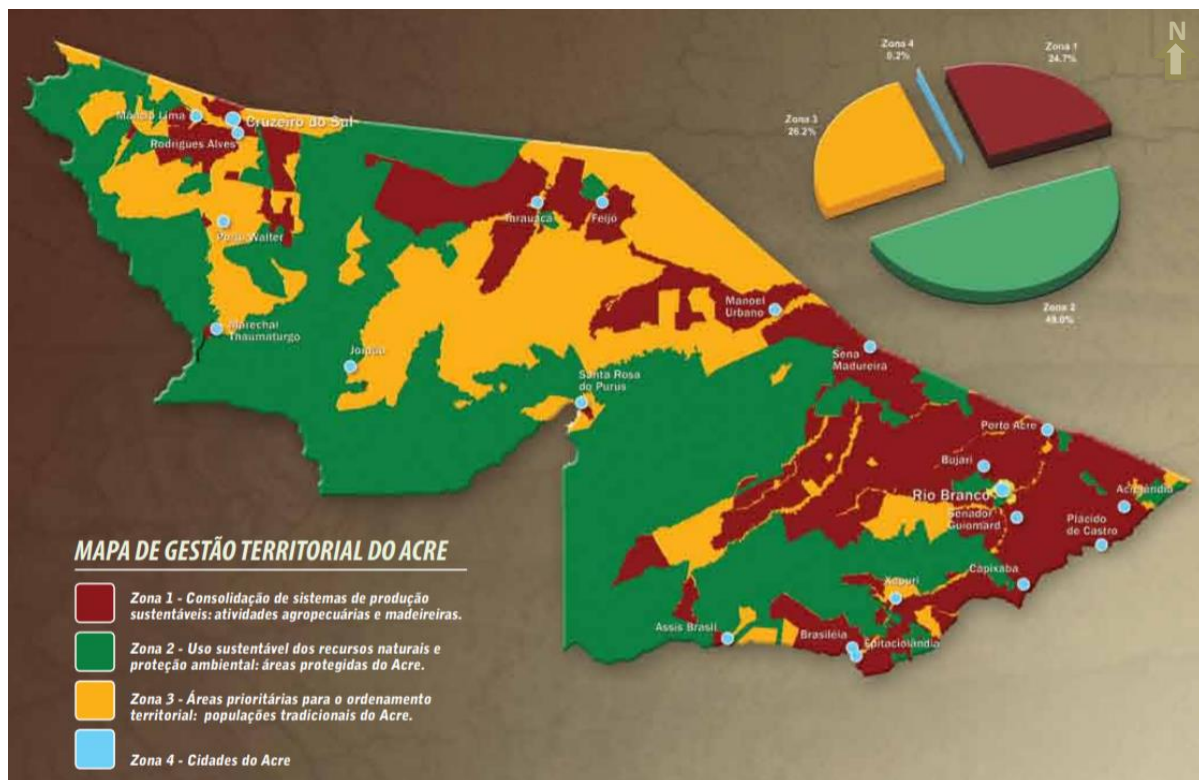 N
Zona 4
0.2%
Zona 1
24.7%
Zona 3
26.2%
Zona 2
49.0%
Mâncio Lima
Cruzeiro do Sul
Rodrigues Alves
Tarauacá
Feijó
Porto Walter
Manoel
Urbano
Marechal
Thaumaturgo
Jordão
Sena
Madureira
Santa Rosa
do Purus
Porto Acre
Bujari
Rio Branco
Acrelândia
Senador
Guiomard
Plácido
de Castro
Capixaba
Xapuri
Assis Brasil
Brasiléia
Epitaciolândia
MAPA DE GESTÃO TERRITORIAL DO ACRE
Zona 1 - Consolidação de sistemas de produção
sustentáveis: atividades agropecuárias e madeireiras.
Zona 2 - Uso sustentável dos recursos naturais e
proteção ambiental: áreas protegidas do Acre.
Zona 3 - Áreas prioritárias para o ordenamento
territorial: populações tradicionais do Acre.
Zona 4 - Cidades do Acre